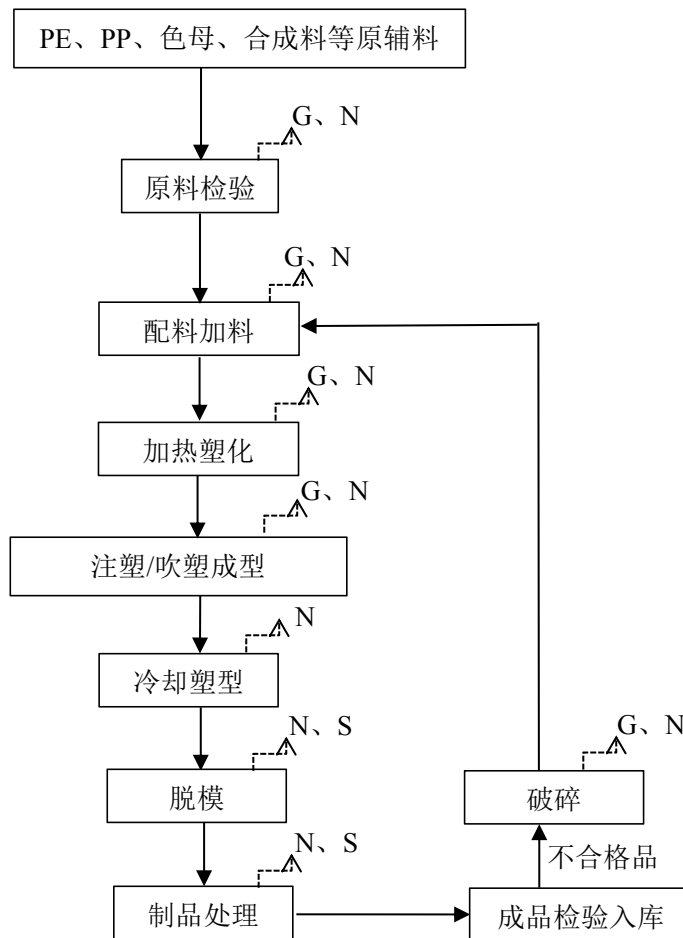 PE、PP、色母、合成料等原辅料
G、N
原料检验
G、N
配料加料
G、N
加热塑化
G、N
注塑/吹塑成型
N
冷却塑型
N、S
脱模
G、N
破碎
不合格品
N、S
制品处理
成品检验入库